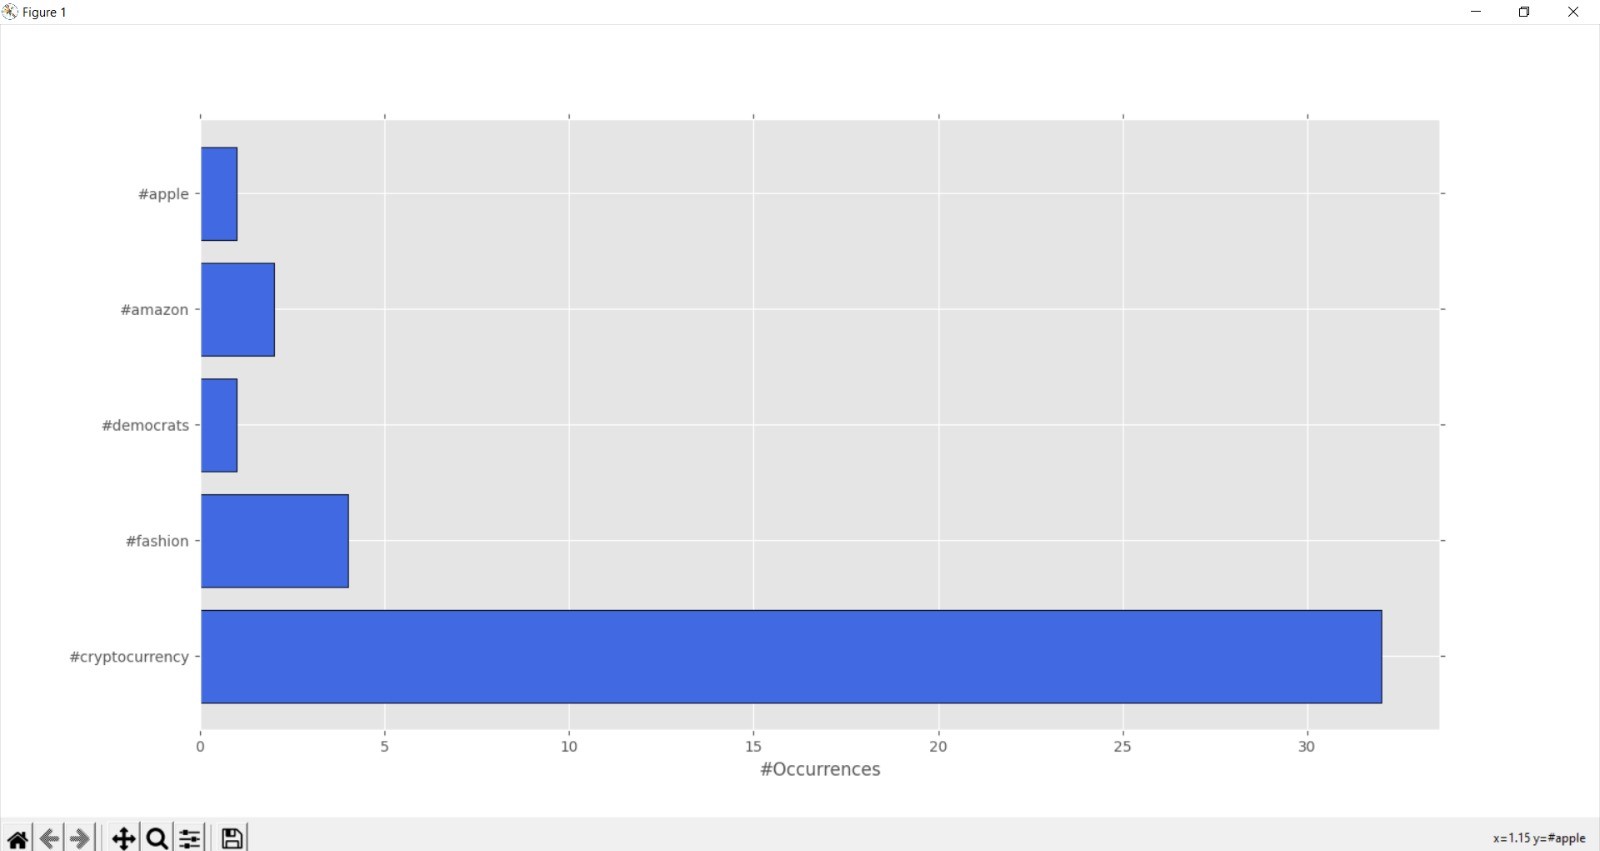 Figure 1
#apple
#amazon
#democrats
#fashion
#cryptocurrency
0 5 10 15 20 25 30
#Occurrences
x=1.15 y=#apple